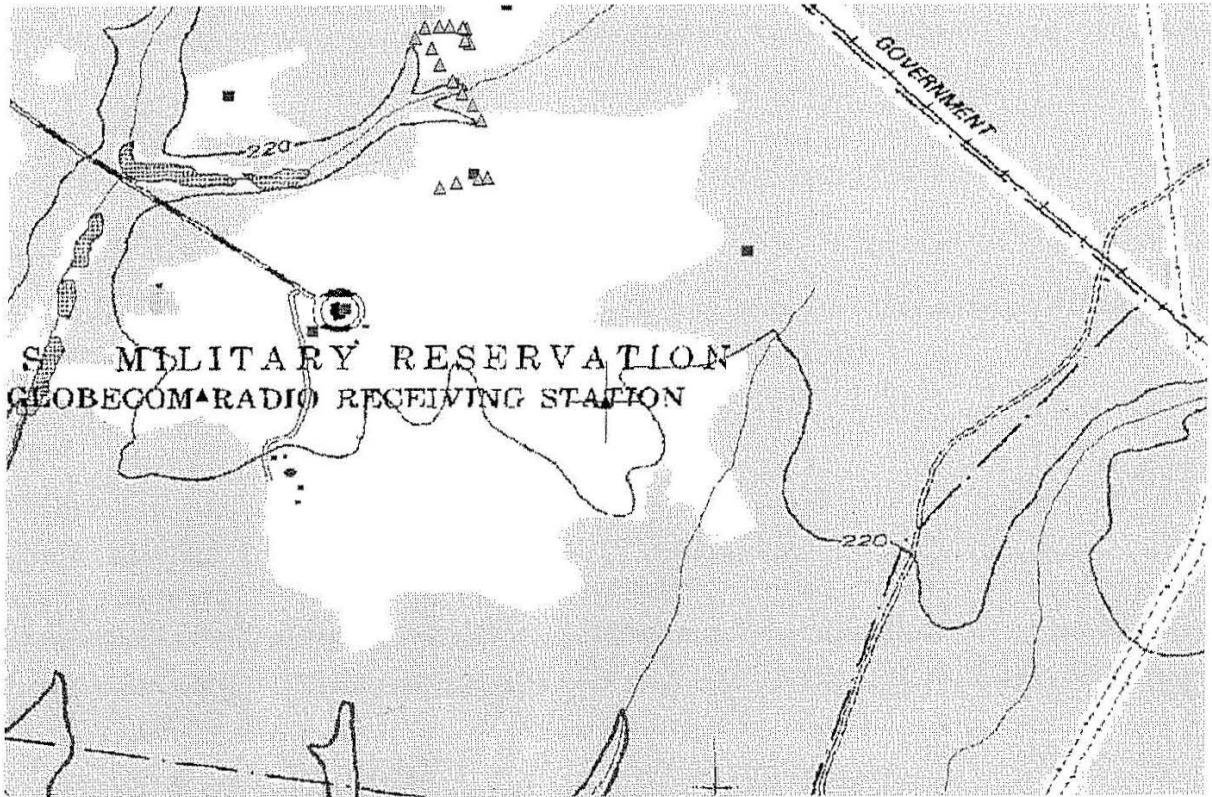 GOVERNMENT
220
S MILITARY RESERVATION
GLOBECOM RADIO RECEIVING STATION
220